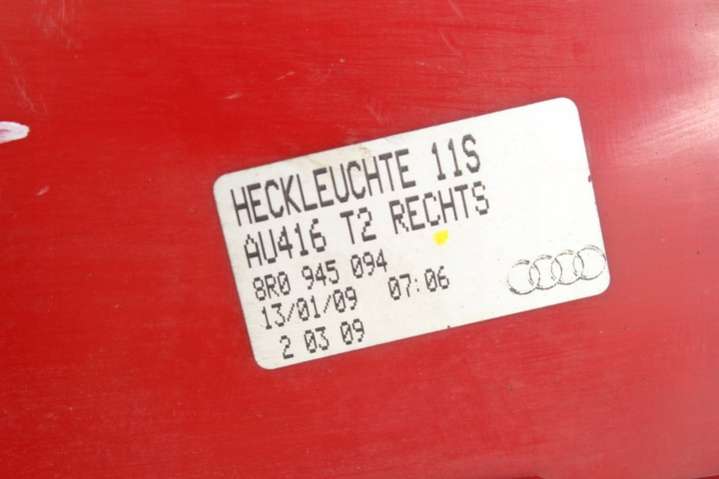 HECKLEUCHTE 11S
AU416 T2 RECHTS
8R0 945 094
13/01/09 07:06
2 03 09